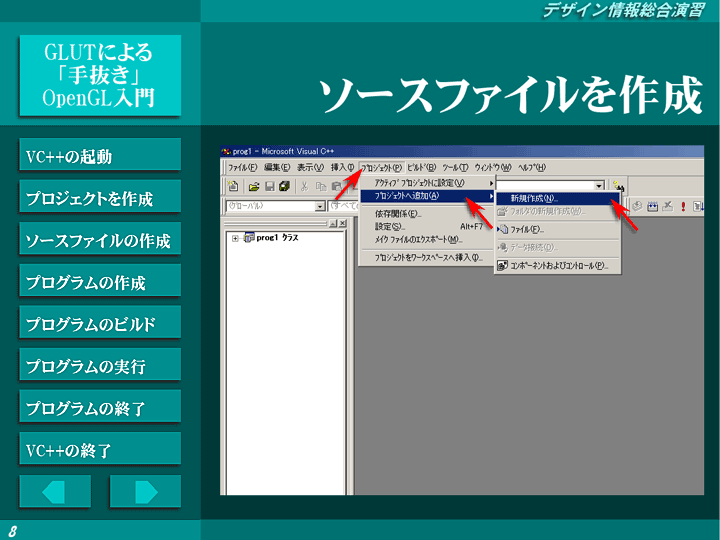 デザイン情報総合演習
GLUTによる
「手抜き」
OpenGL入門
ソースファイルを作成
VC++の起動
プロジェクトを作成
ソースファイルの作成
プログラムの作成
プログラムのビルド
プログラムの実行
プログラムの終了
VC++の終了
prog1 - Microsoft Visual C++
ファイル(F) 編集(E) 表示(V) 挿入(I) プロジェクト(P) ビルド(B) ツール(T) ウィンドウ(W) ヘルプ(H)
アクティブ プロジェクトに設定(V)
プロジェクトへ追加(A)
新規作成(N)...
フォルダの新規作成(W)...
(グローバル)
(すべて
依存関係(E)...
設定(S)... Alt+F7
ファイル(F)...
メイク ファイルのエクスポート(M)...
データ接続(D)...
prog1 クラス
プロジェクトをワークスペースへ挿入(I)...
コンポーネントおよびコントロール(P)...
8